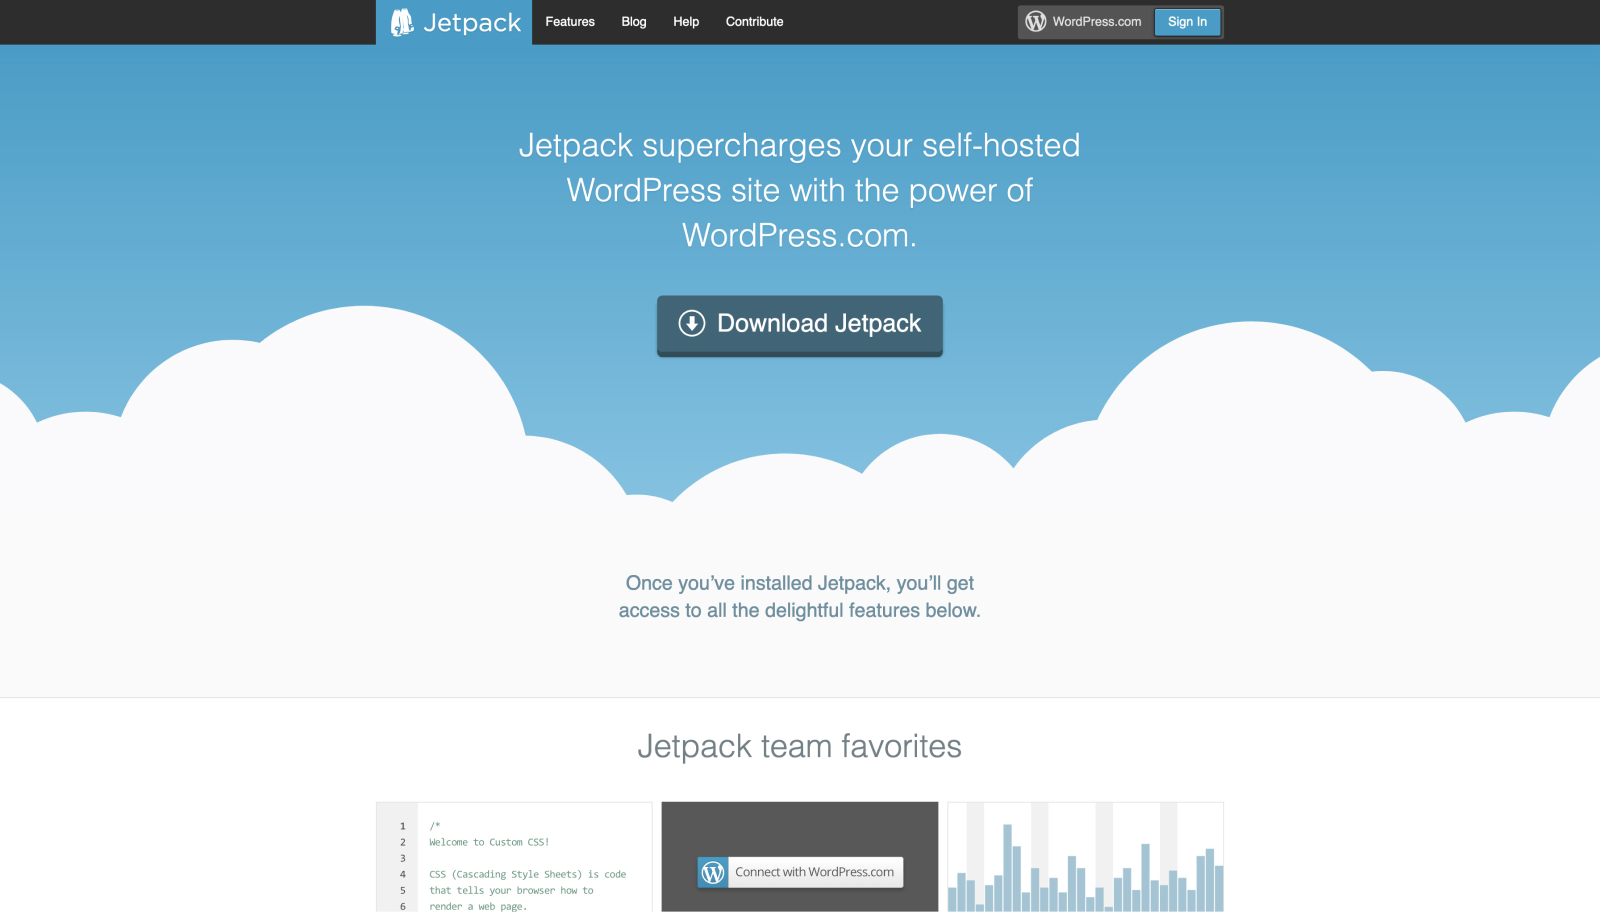 Jetpack Features Blog Help Contribute WordPress.com Sign In
Jetpack supercharges your self-hosted
WordPress site with the power of
WordPress.com.
Download Jetpack
Once you’ve installed Jetpack, you’ll get
access to all the delightful features below.
Jetpack team favorites
1 /*
2 Welcome to Custom CSS!
3
4 CSS (Cascading Style Sheets) is code
5 that tells your browser how to
6 render a web page.
Connect with WordPress.com